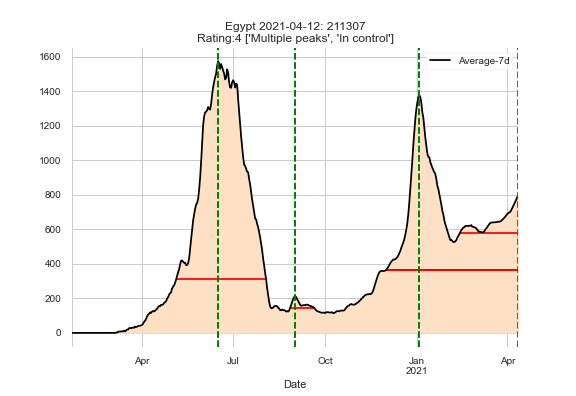 Egypt 2021-04-12: 211307
Rating:4 ['Multiple peaks', 'In control']
Average-7d
1600
1400
1200
1000
800
600
400
200
0
Apr
Jul
Oct
Jan
2021
Apr
Date